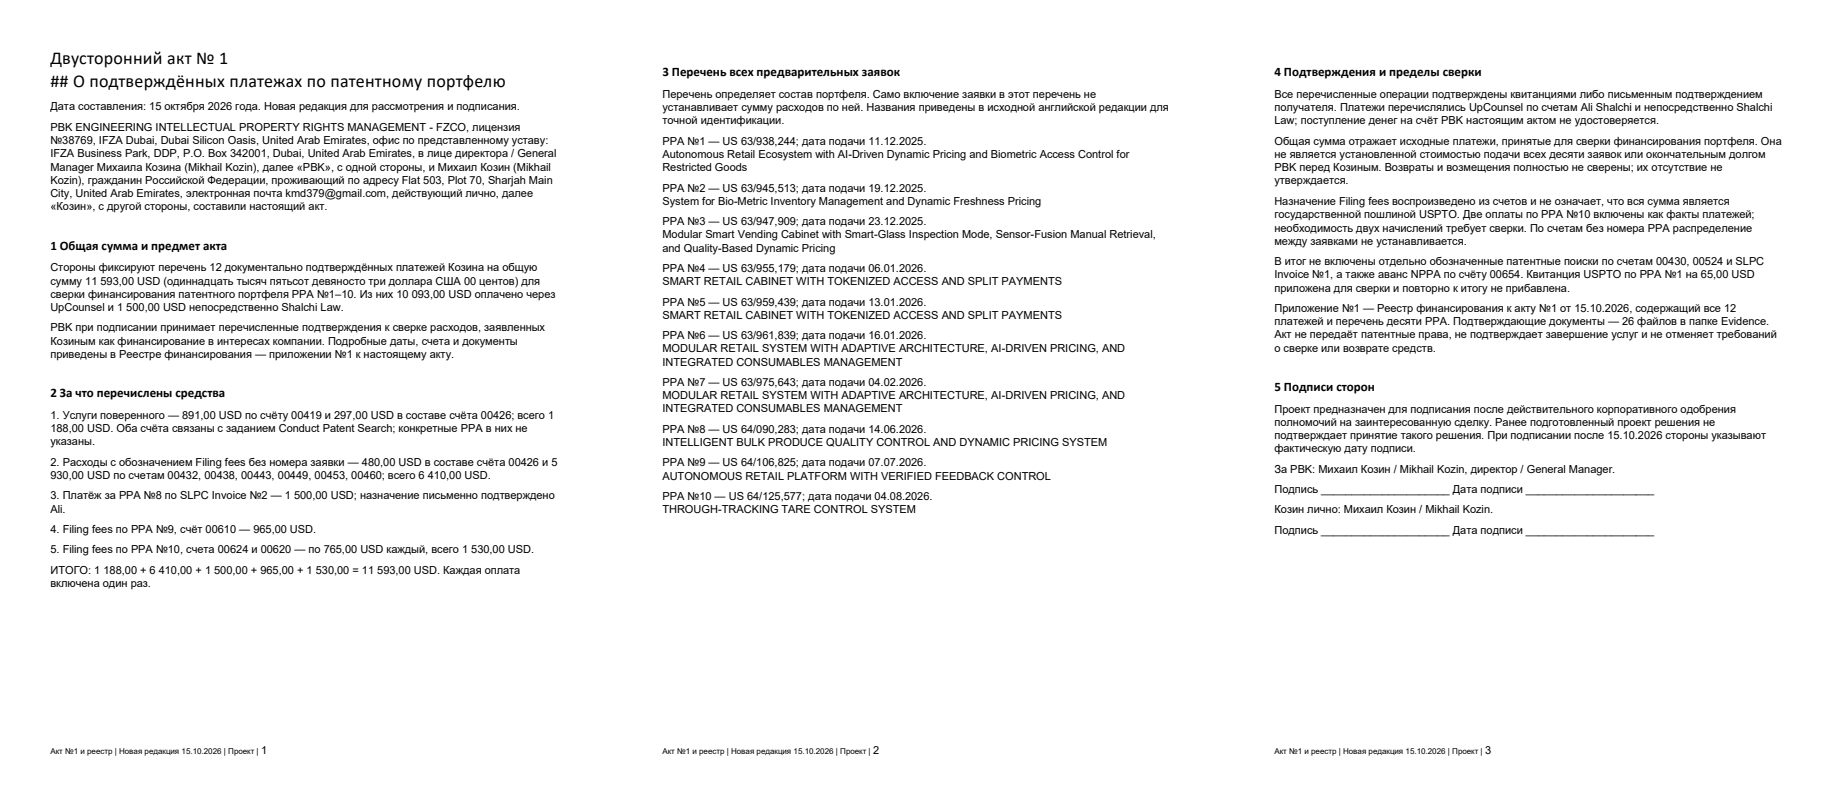 Двусторонний акт № 1
## О подтверждённых платежах по патентному портфелю
Дата составления: 15 октября 2026 года. Новая редакция для рассмотрения и подписания.
PBK ENGINEERING INTELLECTUAL PROPERTY RIGHTS MANAGEMENT - FZCO, лицензия
№38769, IFZA Dubai, Dubai Silicon Oasis, United Arab Emirates, офис по представленному уставу:
IFZA Business Park, DDP, P.O. Box 342001, Dubai, United Arab Emirates, в лице директора / General
Manager Михаила Козина (Mikhail Kozin), далее «PBK», с одной стороны, и Михаил Козин (Mikhail
Kozin), гражданин Российской Федерации, проживающий по адресу Flat 503, Plot 70, Sharjah Main
City, United Arab Emirates, электронная почта kmd379@gmail.com, действующий лично, далее
«Козин», с другой стороны, составили настоящий акт.
1 Общая сумма и предмет акта
Стороны фиксируют перечень 12 документально подтверждённых платежей Козина на общую
сумму 11 593,00 USD (одиннадцать тысяч пятьсот девяносто три доллара США 00 центов) для
сверки финансирования патентного портфеля PPA №1–10. Из них 10 093,00 USD оплачено через
UpCounsel и 1 500,00 USD непосредственно Shalchi Law.
PBK при подписании принимает перечисленные подтверждения к сверке расходов, заявленных
Козиным как финансирование в интересах компании. Подробные даты, счета и документы
приведены в Реестре финансирования — приложении №1 к настоящему акту.
2 За что перечислены средства
1. Услуги поверенного — 891,00 USD по счёту 00419 и 297,00 USD в составе счёта 00426; всего 1
188,00 USD. Оба счёта связаны с заданием Conduct Patent Search; конкретные PPA в них не
указаны.
2. Расходы с обозначением Filing fees без номера заявки — 480,00 USD в составе счёта 00426 и 5
930,00 USD по счетам 00432, 00438, 00443, 00449, 00453, 00460; всего 6 410,00 USD.
3. Платёж за PPA №8 по SLPC Invoice №2 — 1 500,00 USD; назначение письменно подтверждено
Ali.
4. Filing fees по PPA №9, счёт 00610 — 965,00 USD.
5. Filing fees по PPA №10, счета 00624 и 00620 — по 765,00 USD каждый, всего 1 530,00 USD.
ИТОГО: 1 188,00 + 6 410,00 + 1 500,00 + 965,00 + 1 530,00 = 11 593,00 USD. Каждая оплата
включена один раз.
Акт №1 и реестр | Новая редакция 15.10.2026 | Проект | 1
3 Перечень всех предварительных заявок
Перечень определяет состав портфеля. Само включение заявки в этот перечень не
устанавливает сумму расходов по ней. Названия приведены в исходной английской редакции для
точной идентификации.
PPA №1 — US 63/938,244; дата подачи 11.12.2025.
Autonomous Retail Ecosystem with AI-Driven Dynamic Pricing and Biometric Access Control for
Restricted Goods
PPA №2 — US 63/945,513; дата подачи 19.12.2025.
System for Bio-Metric Inventory Management and Dynamic Freshness Pricing
PPA №3 — US 63/947,909; дата подачи 23.12.2025.
Modular Smart Vending Cabinet with Smart-Glass Inspection Mode, Sensor-Fusion Manual Retrieval,
and Quality-Based Dynamic Pricing
PPA №4 — US 63/955,179; дата подачи 06.01.2026.
SMART RETAIL CABINET WITH TOKENIZED ACCESS AND SPLIT PAYMENTS
PPA №5 — US 63/959,439; дата подачи 13.01.2026.
SMART RETAIL CABINET WITH TOKENIZED ACCESS AND SPLIT PAYMENTS
PPA №6 — US 63/961,839; дата подачи 16.01.2026.
MODULAR RETAIL SYSTEM WITH ADAPTIVE ARCHITECTURE, AI-DRIVEN PRICING, AND
INTEGRATED CONSUMABLES MANAGEMENT
PPA №7 — US 63/975,643; дата подачи 04.02.2026.
MODULAR RETAIL SYSTEM WITH ADAPTIVE ARCHITECTURE, AI-DRIVEN PRICING, AND
INTEGRATED CONSUMABLES MANAGEMENT
PPA №8 — US 64/090,283; дата подачи 14.06.2026.
INTELLIGENT BULK PRODUCE QUALITY CONTROL AND DYNAMIC PRICING SYSTEM
PPA №9 — US 64/106,825; дата подачи 07.07.2026.
AUTONOMOUS RETAIL PLATFORM WITH VERIFIED FEEDBACK CONTROL
PPA №10 — US 64/125,577; дата подачи 04.08.2026.
THROUGH-TRACKING TARE CONTROL SYSTEM
Акт №1 и реестр | Новая редакция 15.10.2026 | Проект | 2
4 Подтверждения и пределы сверки
Все перечисленные операции подтверждены квитанциями либо письменным подтверждением
получателя. Платежи перечислялись UpCounsel по счетам Ali Shalchi и непосредственно Shalchi
Law; поступление денег на счёт PBK настоящим актом не удостоверяется.
Общая сумма отражает исходные платежи, принятые для сверки финансирования портфеля. Она
не является установленной стоимостью подачи всех десяти заявок или окончательным долгом
PBK перед Козиным. Возвраты и возмещения полностью не сверены; их отсутствие не
утверждается.
Назначение Filing fees воспроизведено из счетов и не означает, что вся сумма является
государственной пошлиной USPTO. Две оплаты по PPA №10 включены как факты платежей;
необходимость двух начислений требует сверки. По счетам без номера PPA распределение
между заявками не устанавливается.
В итог не включены отдельно обозначенные патентные поиски по счетам 00430, 00524 и SLPC
Invoice №1, а также аванс NPPA по счёту 00654. Квитанция USPTO по PPA №1 на 65,00 USD
приложена для сверки и повторно к итогу не прибавлена.
Приложение №1 — Реестр финансирования к акту №1 от 15.10.2026, содержащий все 12
платежей и перечень десяти PPA. Подтверждающие документы — 26 файлов в папке Evidence.
Акт не передаёт патентные права, не подтверждает завершение услуг и не отменяет требований
о сверке или возврате средств.
5 Подписи сторон
Проект предназначен для подписания после действительного корпоративного одобрения
полномочий на заинтересованную сделку. Ранее подготовленный проект решения не
подтверждает принятие такого решения. При подписании после 15.10.2026 стороны указывают
фактическую дату подписи.
За PBK: Михаил Козин / Mikhail Kozin, директор / General Manager.
Подпись _____________________ Дата подписи _____________________
Козин лично: Михаил Козин / Mikhail Kozin.
Подпись _____________________ Дата подписи _____________________
Акт №1 и реестр | Новая редакция 15.10.2026 | Проект | 3